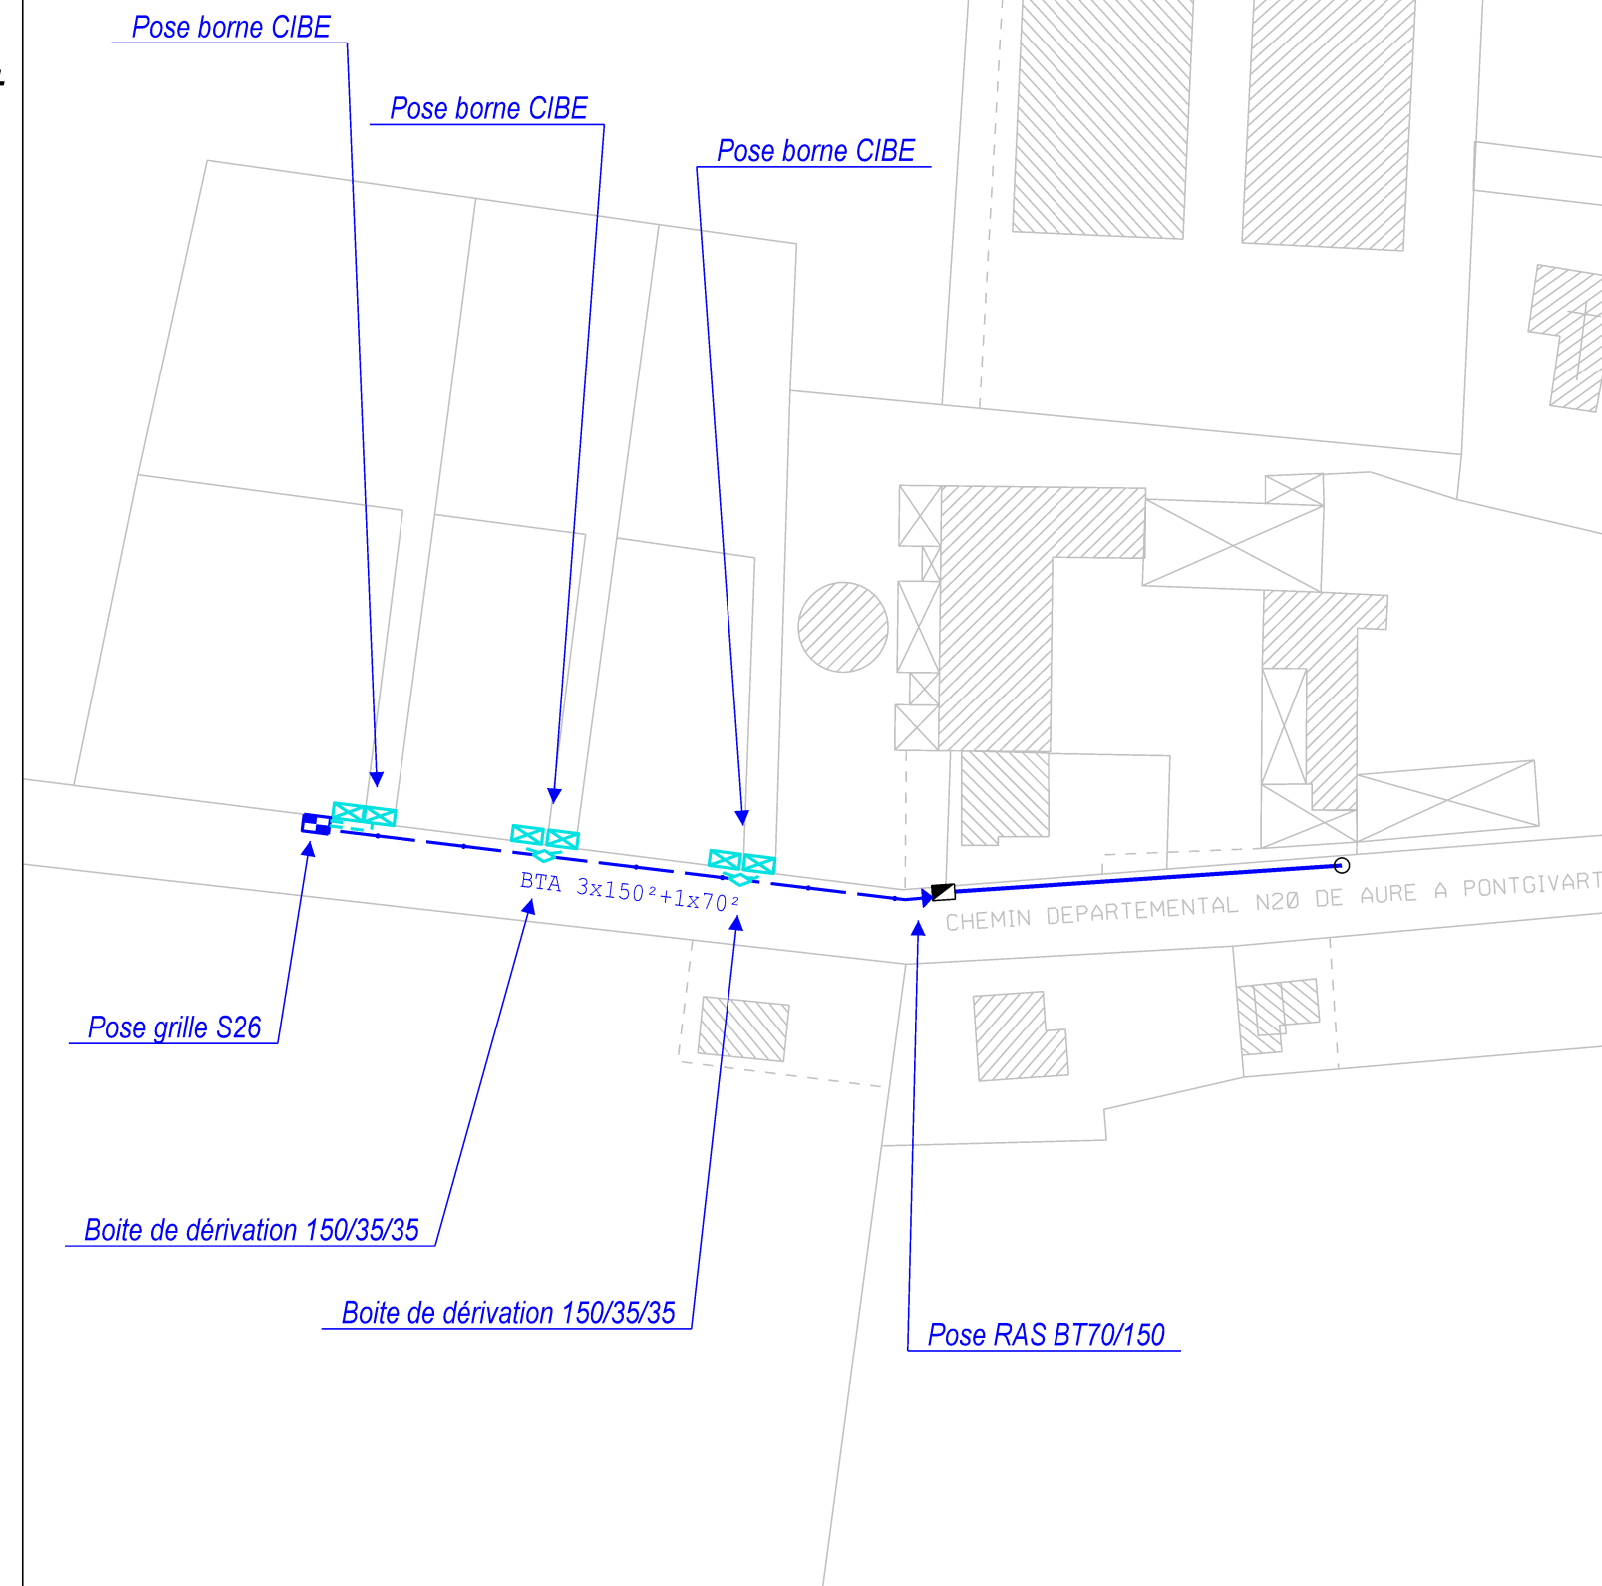 Pose borne CIBE
Pose borne CIBE
Pose borne CIBE
BTA 3x150²+1x70²
CHEMIN DEPARTEMENTAL N20 DE AURE A PONTGIVART
Pose grille S26
Boite de dérivation 150/35/35
Boite de dérivation 150/35/35
Pose RAS BT70/150